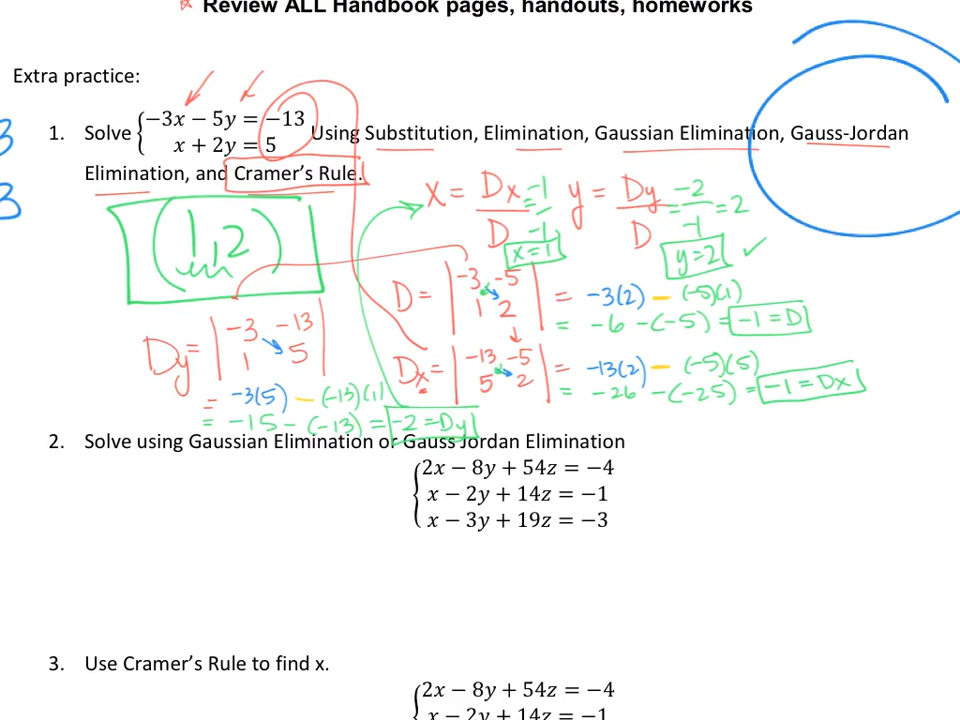 Review ALL Handbook pages, handouts, homeworks
Extra practice:
1. Solve {−3x − 5y = −13 Using Substitution, Elimination, Gaussian Elimination, Gauss-Jordan
x + 2y = 5
Elimination, and Cramer's Rule.
x = Dx/D = -1/-1 y = Dy/D = -2/-1 = 2
x = 1 y = 2 ✓
(1, 2)
D = | -3 -5 | = -3(2) - (-5)(1)
| 1 2 | = -6 - (-5) = -1 = D
Dy = | -3 -13 |
| 1 5 |
= -3(5) - (-13)(1)
= -15 - (-13) = -2 = Dy
Dx = | -13 -5 | = -13(2) - (-5)(5)
| 5 2 | = -26 - (-25) = -1 = Dx
2. Solve using Gaussian Elimination or Gauss Jordan Elimination
{2x − 8y + 54z = −4
x − 2y + 14z = −1
x − 3y + 19z = −3
3. Use Cramer's Rule to find x.
{2x − 8y + 54z = −4
x − 2y + 14z = −1